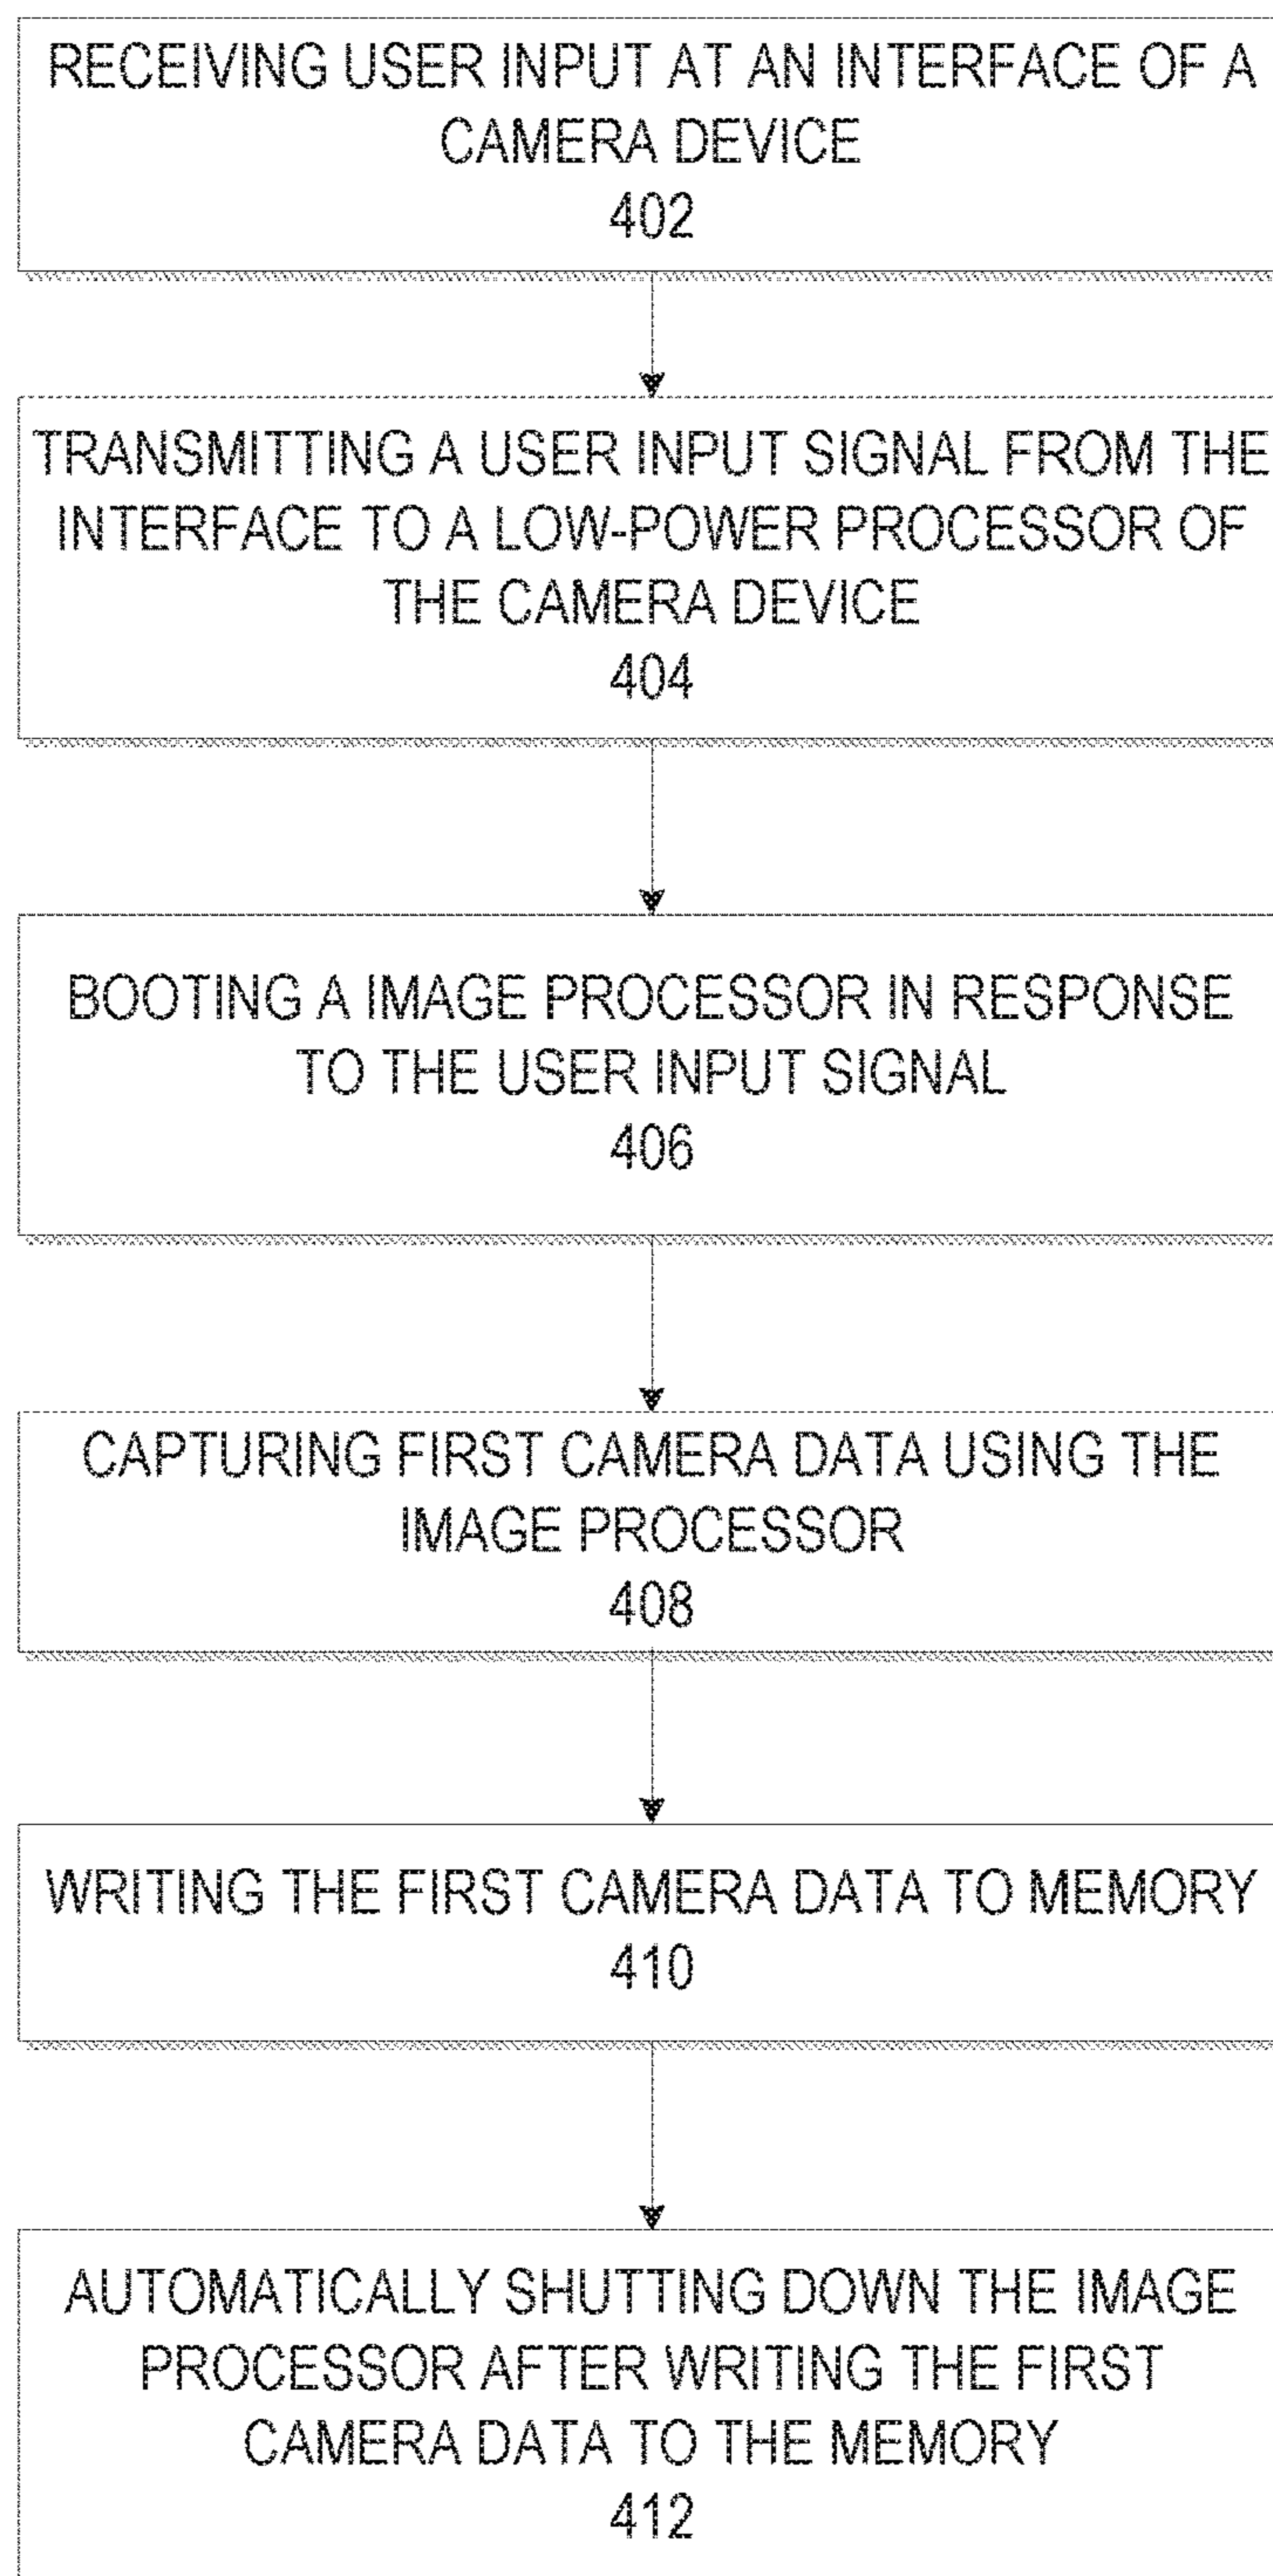 RECEIVING USER INPUT AT AN INTERFACE OF A
CAMERA DEVICE
402
TRANSMITTING A USER INPUT SIGNAL FROM THE
INTERFACE TO A LOW-POWER PROCESSOR OF
THE CAMERA DEVICE
404
BOOTING A IMAGE PROCESSOR IN RESPONSE
TO THE USER INPUT SIGNAL
406
CAPTURING FIRST CAMERA DATA USING THE
IMAGE PROCESSOR
408
WRITING THE FIRST CAMERA DATA TO MEMORY
410
AUTOMATICALLY SHUTTING DOWN THE IMAGE
PROCESSOR AFTER WRITING THE FIRST
CAMERA DATA TO THE MEMORY
412